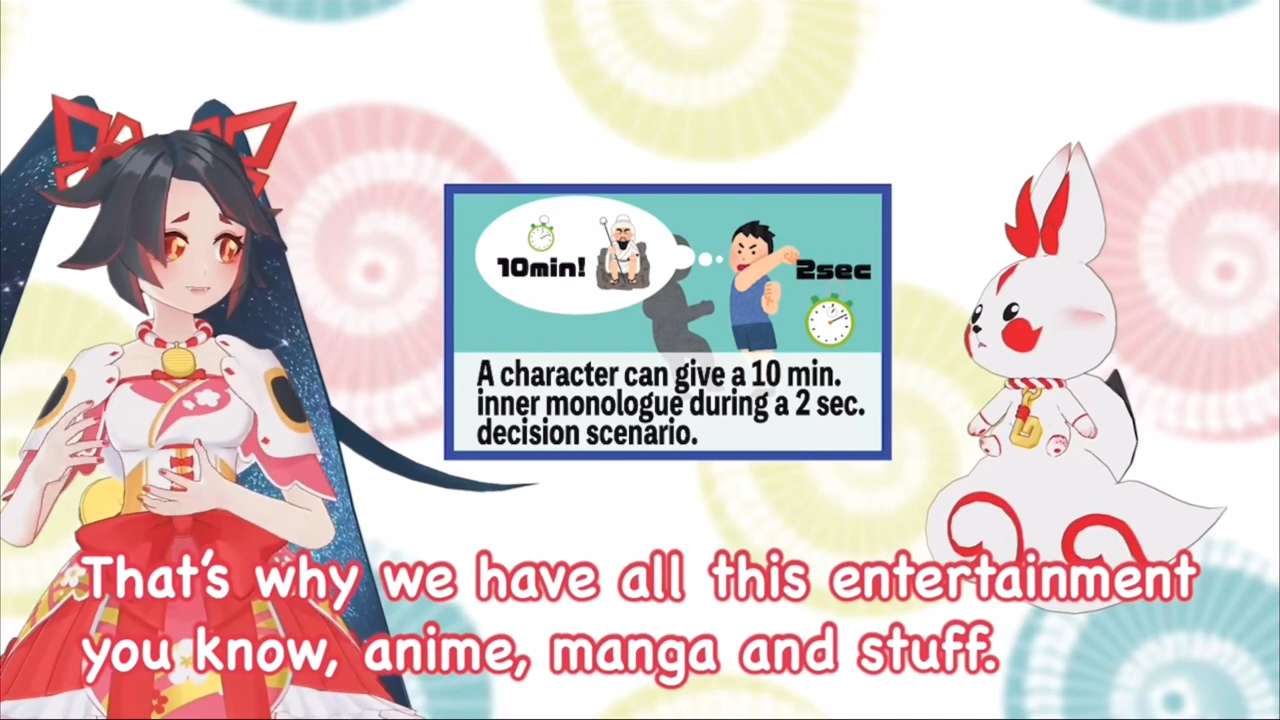 10min!
2sec
A character can give a 10 min.
inner monologue during a 2 sec.
decision scenario.
That's why we have all this entertainment
you know, anime, manga and stuff.